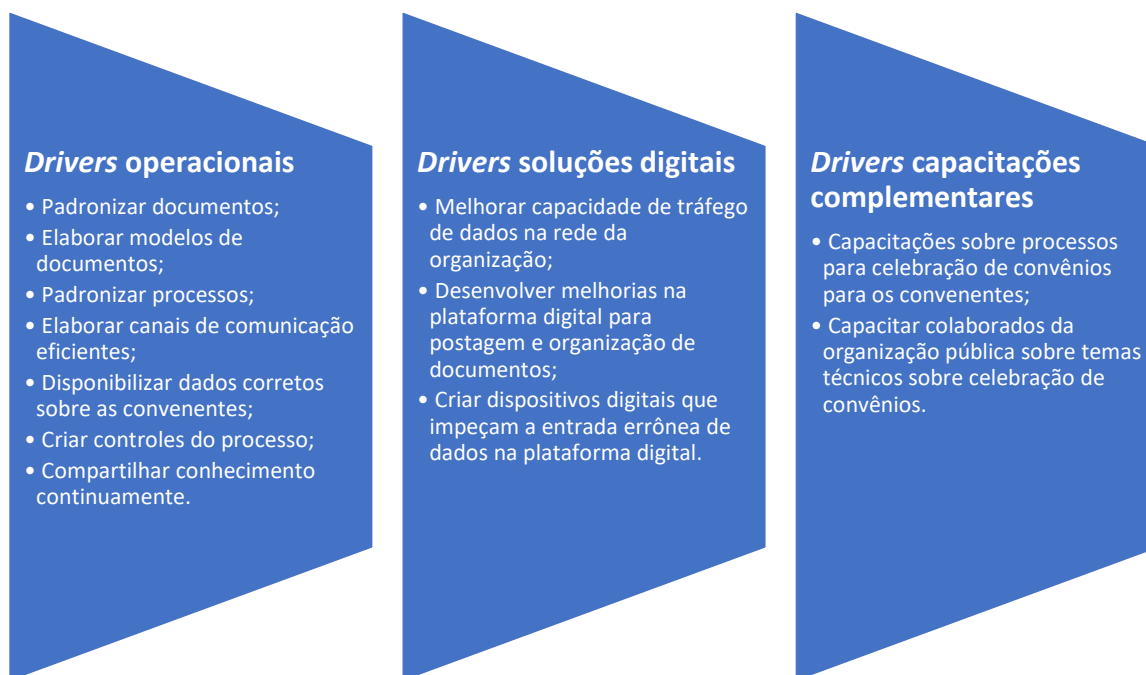 Drivers operacionais
• Padronizar documentos;
• Elaborar modelos de
documentos;
• Padronizar processos;
• Elaborar canais de comunicação
eficientes;
• Disponibilizar dados corretos
sobre as convenentes;
• Criar controles do processo;
• Compartilhar conhecimento
continuamente.
Drivers soluções digitais
• Melhorar capacidade de tráfego
de dados na rede da
organização;
• Desenvolver melhorias na
plataforma digital para
postagem e organização de
documentos;
• Criar dispositivos digitais que
impeçam a entrada errônea de
dados na plataforma digital.
Drivers capacitações
complementares
• Capacitações sobre processos
para celebração de convênios
para os convenentes;
• Capacitar colaborados da
organização pública sobre temas
técnicos sobre celebração de
convênios.